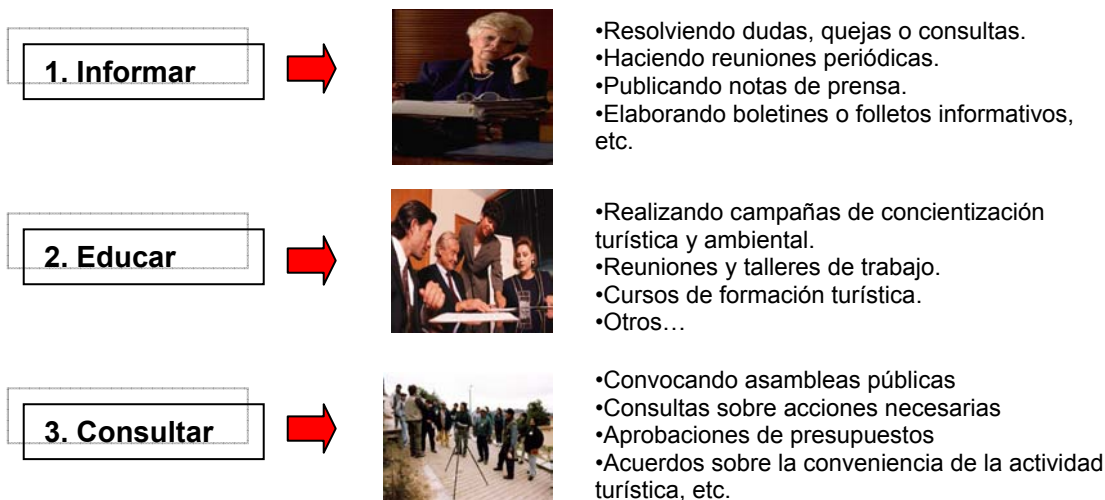 1. Informar
•Resolviendo dudas, quejas o consultas.
•Haciendo reuniones periódicas.
•Publicando notas de prensa.
•Elaborando boletines o folletos informativos,
etc.
2. Educar
•Realizando campañas de concientización
turística y ambiental.
•Reuniones y talleres de trabajo.
•Cursos de formación turística.
•Otros…
3. Consultar
•Convocando asambleas públicas
•Consultas sobre acciones necesarias
•Aprobaciones de presupuestos
•Acuerdos sobre la conveniencia de la actividad
turística, etc.